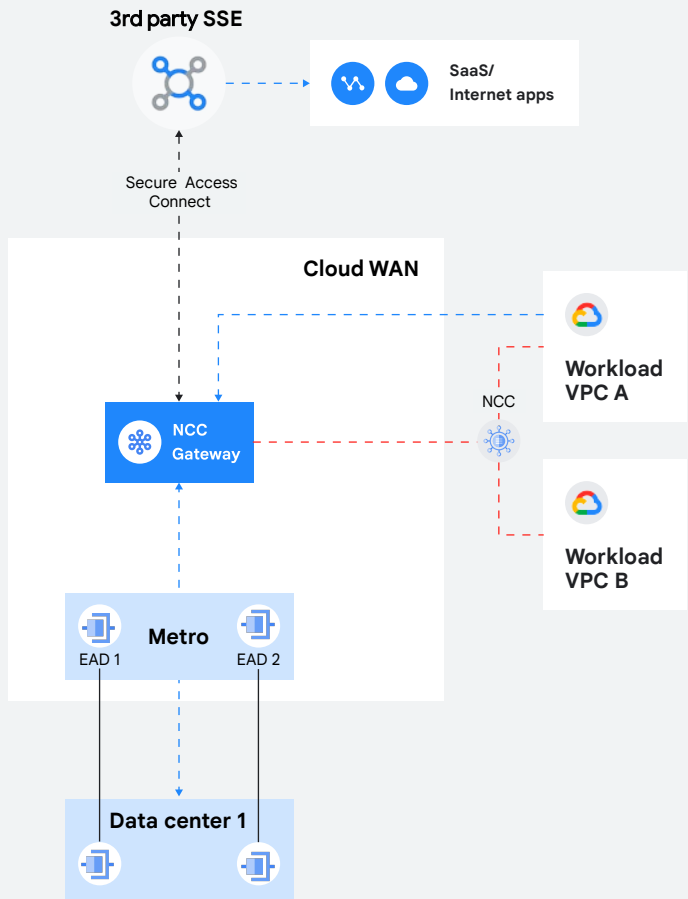 3rd party SSE
SaaS/
Internet apps
Secure Access
Connect
Cloud WAN
Workload
VPC A
NCC
NCC
Gateway
Workload
VPC B
Metro
EAD 1
EAD 2
Data center 1